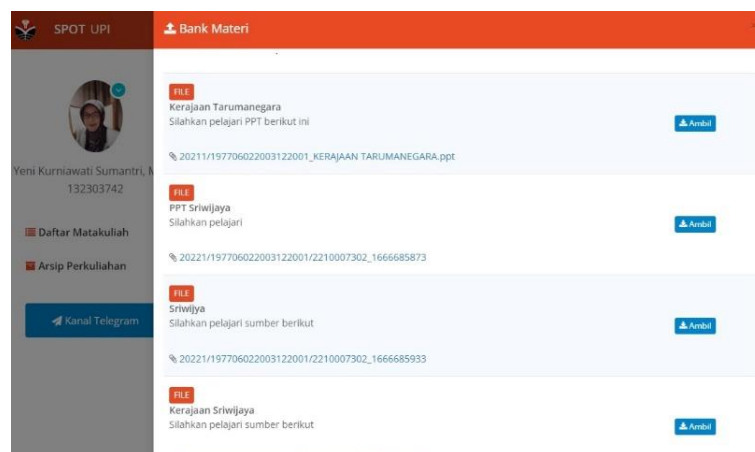 SPOT UPI
Bank Materi
Yeni Kurniawati Sumantri, M
132303742
Daftar Matakuliah
Arsip Perkuliahan
Kanal Telegram
FILE
Kerajaan Tarumanegara
Silahkan pelajari PPT berikut ini
Ambil
20211/197706022003122001_KERAJAAN TARUMANEGARA.ppt
FILE
PPT Sriwijaya
Silahkan pelajari
Ambil
20221/197706022003122001/2210007302_1666685873
FILE
Sriwijya
Silahkan pelajari sumber berikut
Ambil
20221/197706022003122001/2210007302_1666685933
FILE
Kerajaan Sriwijaya
Silahkan pelajari sumber berikut
Ambil